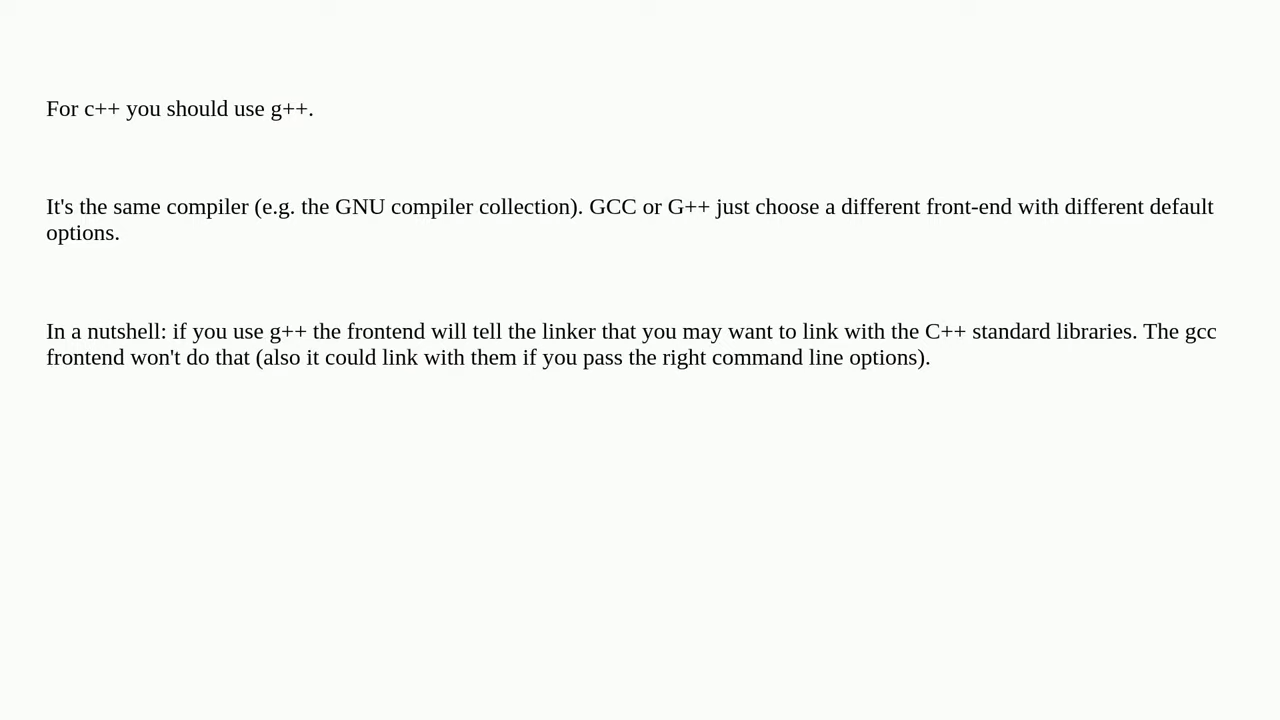 For c++ you should use g++.
It's the same compiler (e.g. the GNU compiler collection). GCC or G++ just choose a different front-end with different default
options.
In a nutshell: if you use g++ the frontend will tell the linker that you may want to link with the C++ standard libraries. The gcc
frontend won't do that (also it could link with them if you pass the right command line options).